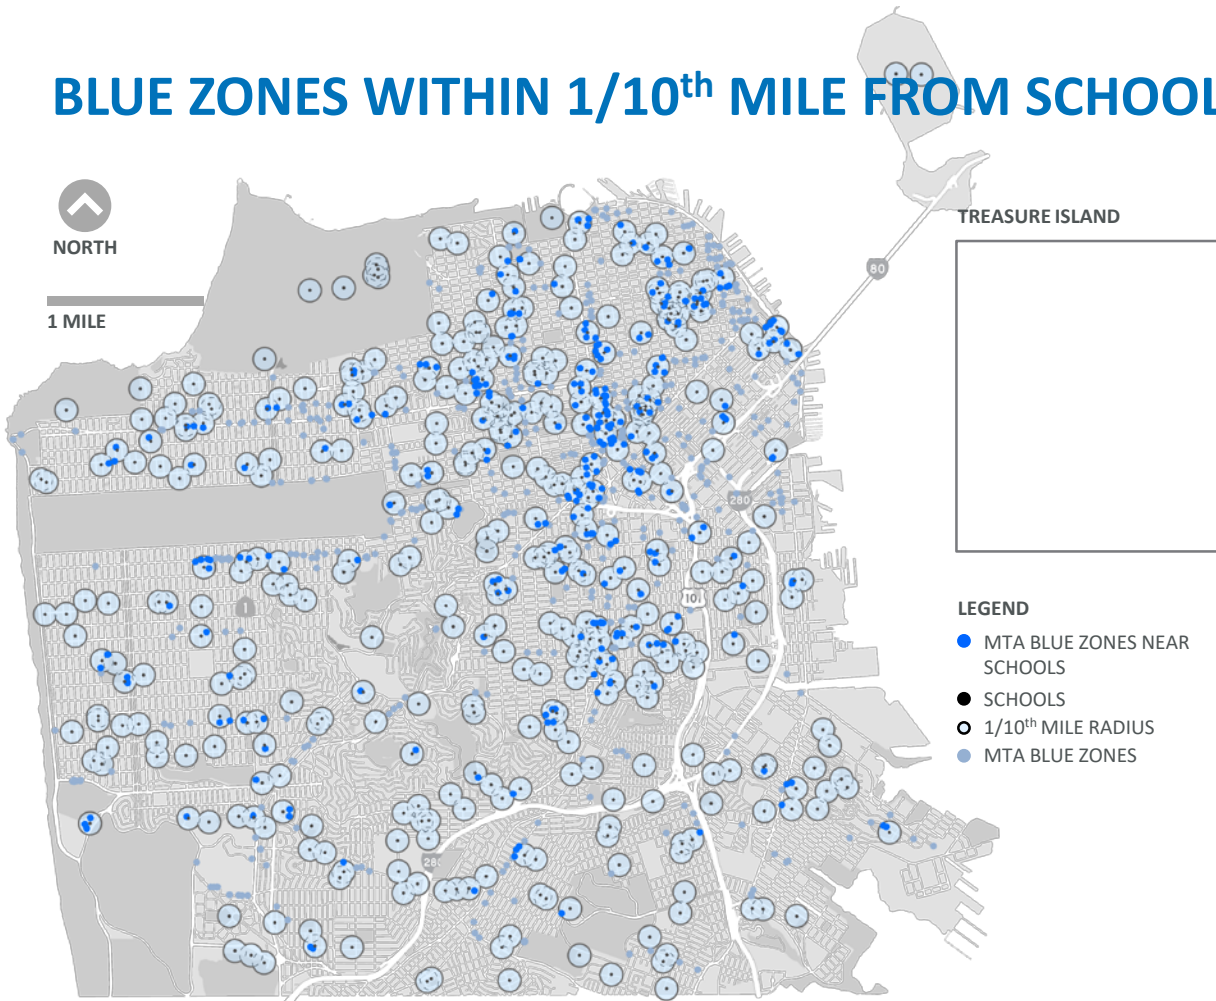 BLUE ZONES WITHIN 1/10th MILE FROM SCHOOL
NORTH
1 MILE
TREASURE ISLAND
80
280
1
101
280
LEGEND
MTA BLUE ZONES NEAR
SCHOOLS
SCHOOLS
1/10th MILE RADIUS
MTA BLUE ZONES